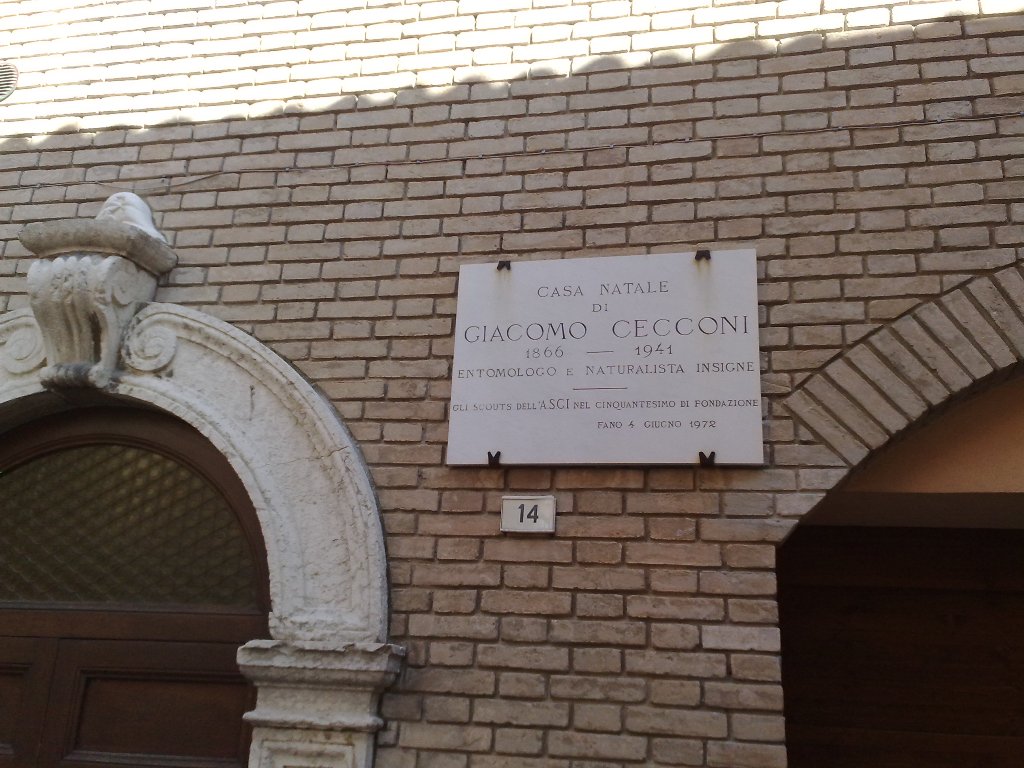 CASA NATALE
DI
GIACOMO CECCONI
1866 — 1941
ENTOMOLOGO E NATURALISTA INSIGNE
GLI SCOUTS DELL'A.S.C.I NEL CINQUANTESIMO DI FONDAZIONE
FANO 4 GIUGNO 1972
14